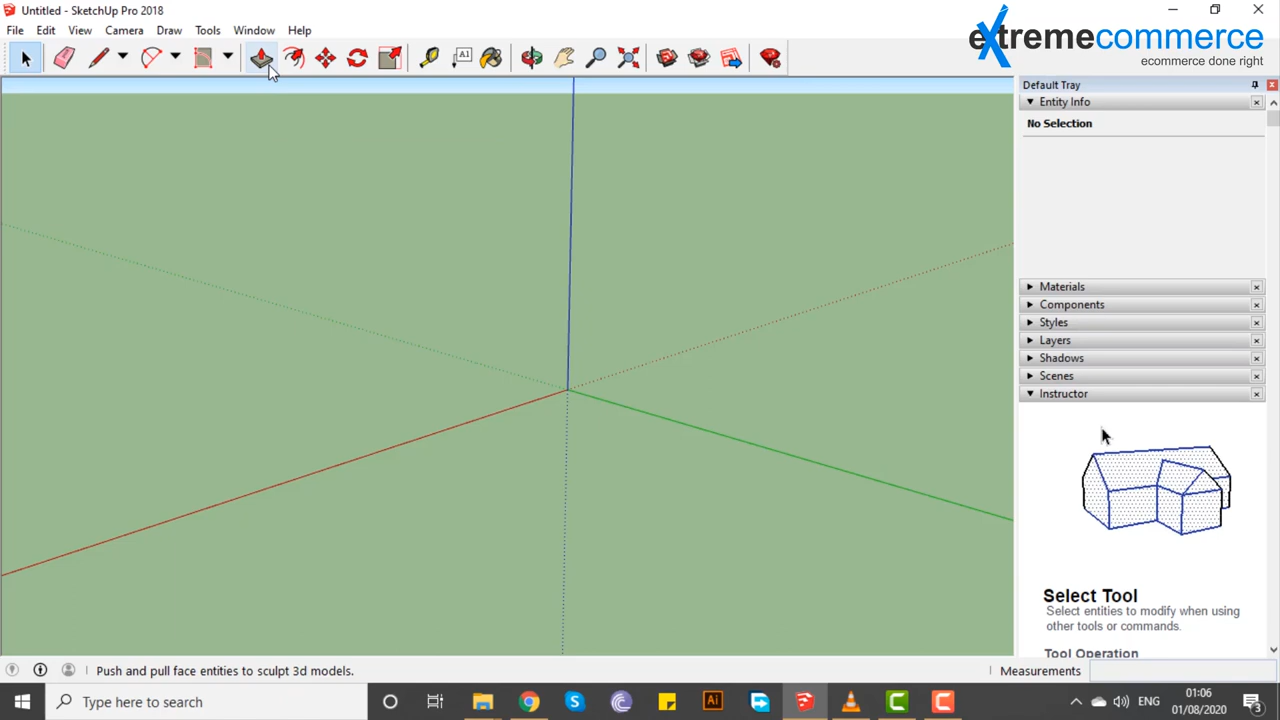 Untitled - SketchUp Pro 2018
File Edit View Camera Draw Tools Window Help
A1
extremecommerce
ecommerce done right
Default Tray
Entity Info
No Selection
Materials
Components
Styles
Layers
Shadows
Scenes
Instructor
Select Tool
Select entities to modify when using
other tools or commands.
Tool Operation
Push and pull face entities to sculpt 3d models.
Measurements
Type here to search
Ai
ENG
01:06
01/08/2020
3